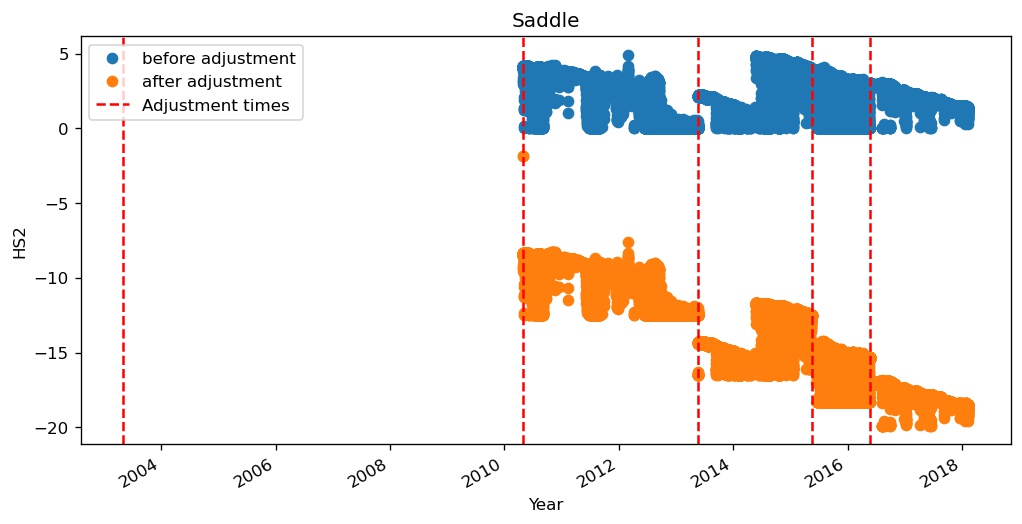 Saddle
before adjustment
after adjustment
Adjustment times
HS2
5
0
−5
−10
−15
−20
2004
2006
2008
2010
2012
2014
2016
2018
Year